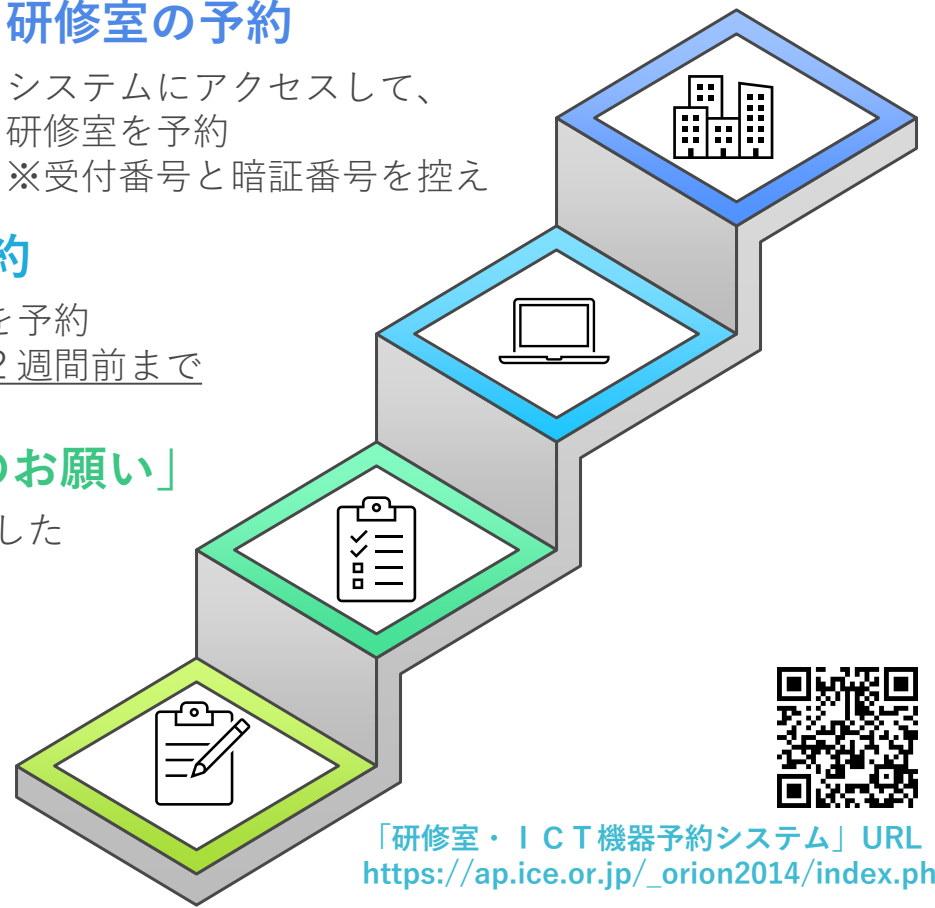 研修室の予約
システムにアクセスして、
研修室を予約
※受付番号と暗証番号を控え
約
を予約
２週間前まで
のお願い」
した
「研修室・ＩＣＴ機器予約システム」URL
https://ap.ice.or.jp/_orion2014/index.ph